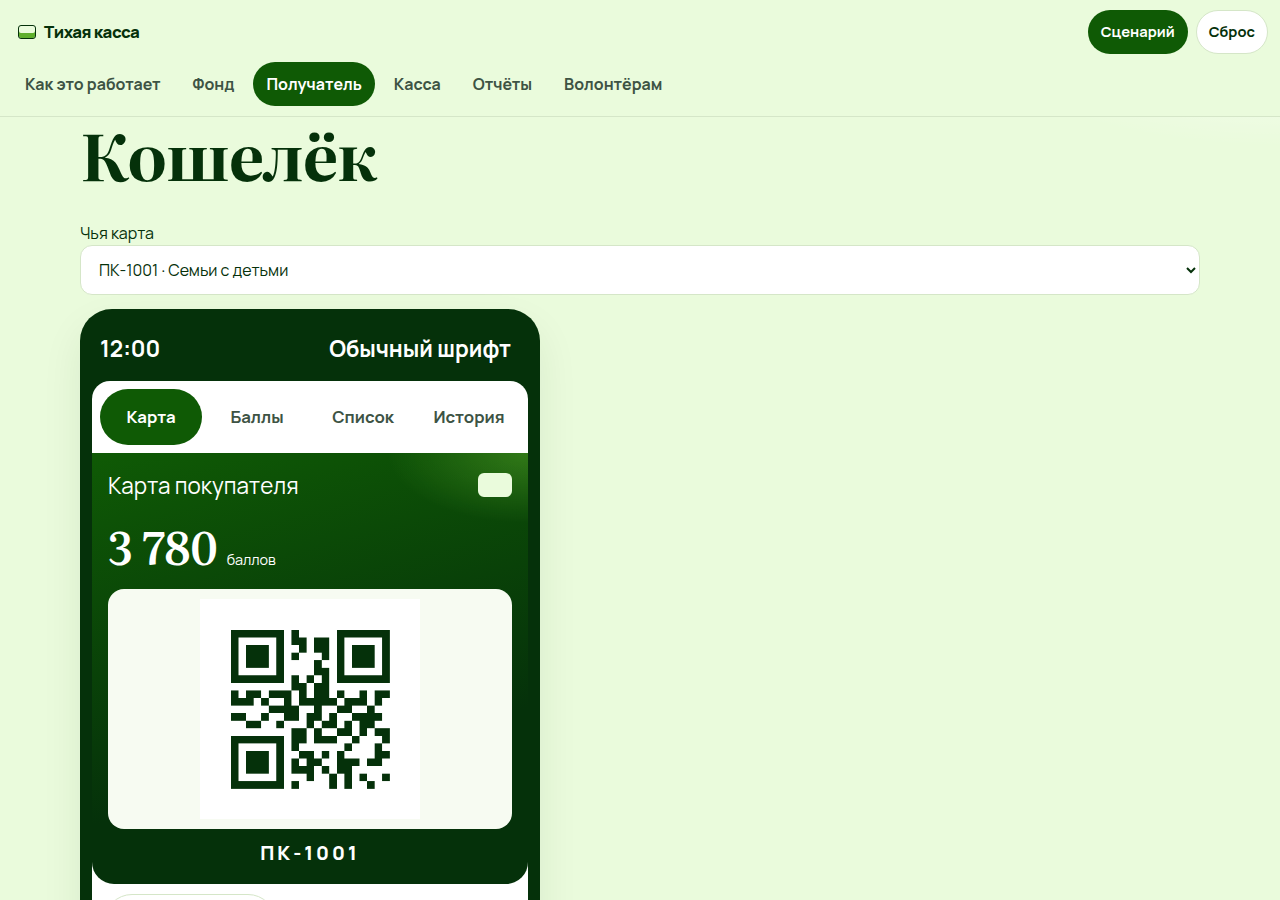 Тихая касса
Сценарий
Сброс
Как это работает
Фонд
Получатель
Касса
Отчёты
Волонтёрам
Кошелёк
Чья карта
ПК-1001 · Семьи с детьми
12:00
Обычный шрифт
Карта
Баллы
Список
История
Карта покупателя
3 780 баллов
ПК-1001